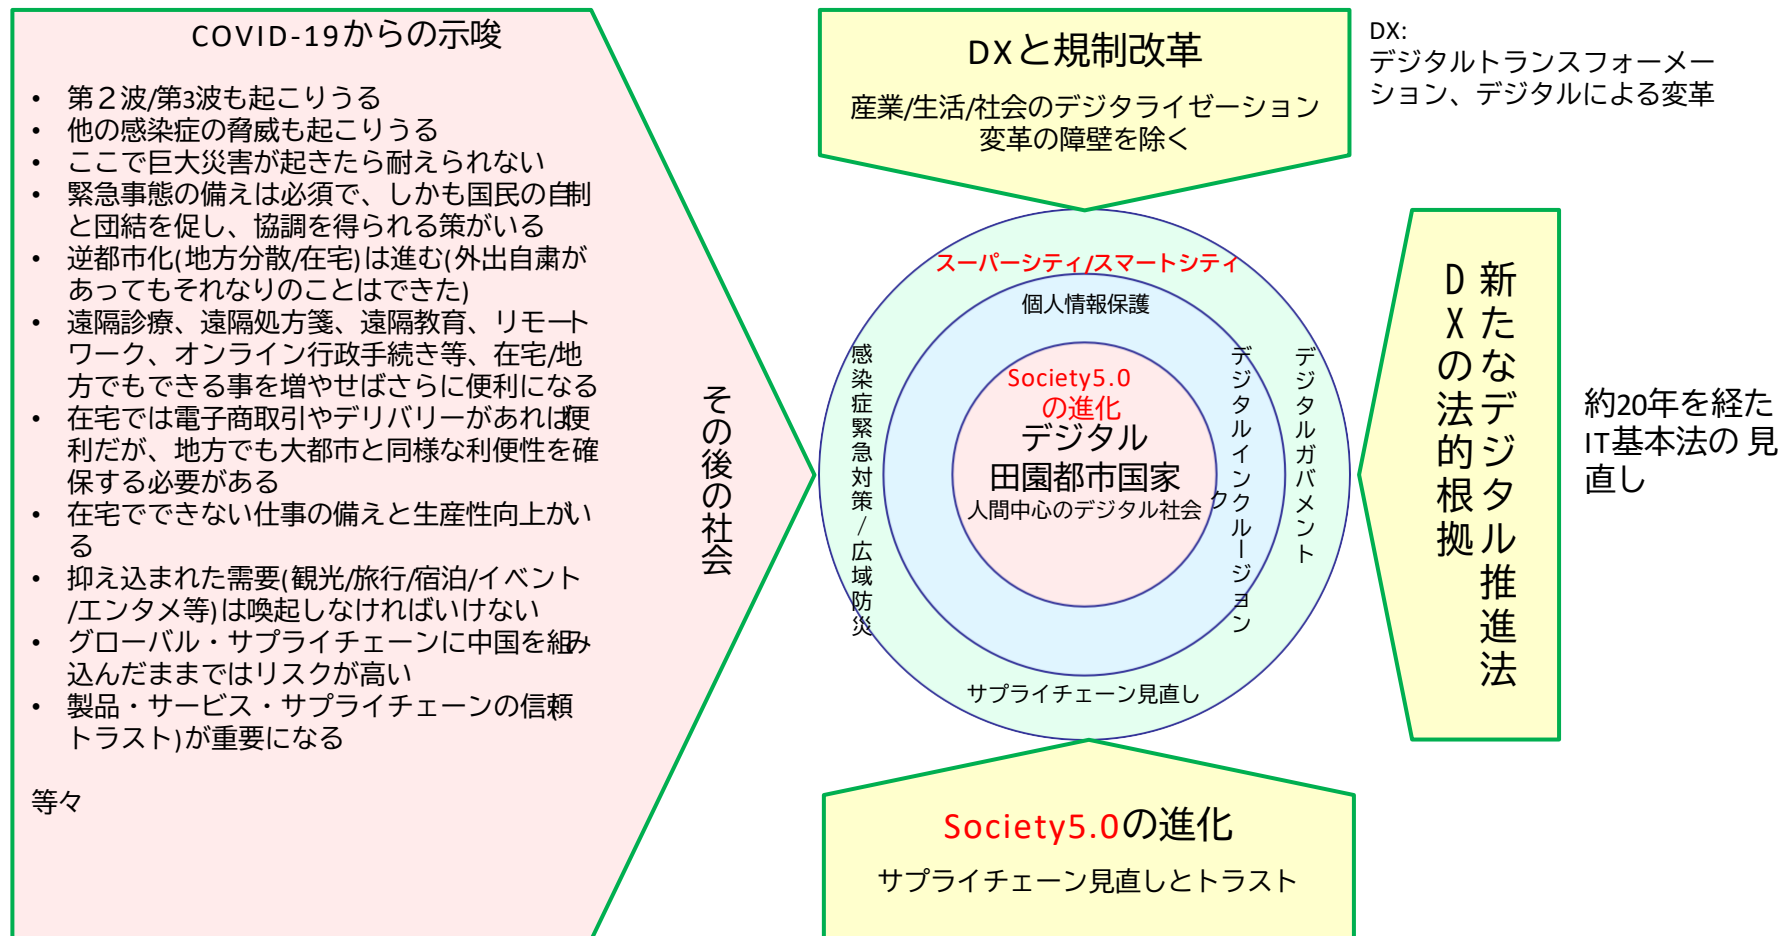 COVID-19からの示唆
• 第２波/第3波も起こりうる
• 他の感染症の脅威も起こりうる
• ここで巨大災害が起きたら耐えられない
• 緊急事態の備えは必須で、しかも国民の自制
と団結を促し、協調を得られる策がいる
• 逆都市化(地方分散/在宅)は進む(外出自粛が
あってもそれなりのことはできた)
• 遠隔診療、遠隔処方箋、遠隔教育、リモート
ワーク、オンライン行政手続き等、在宅/地
方でもできる事を増やせばさらに便利になる
• 在宅では電子商取引やデリバリーがあれば便
利だが、地方でも大都市と同様な利便性を確
保する必要がある
• 在宅でできない仕事の備えと生産性向上がい
る
• 抑え込まれた需要(観光/旅行/宿泊/イベント
/エンタメ等)は喚起しなければいけない
• グローバル・サプライチェーンに中国を組み
込んだままではリスクが高い
• 製品・サービス・サプライチェーンの信頼(
トラスト)が重要になる
等々
その後の社会
DXと規制改革
産業/生活/社会のデジタライゼーション
変革の障壁を除く
DX:
デジタルトランスフォーメー
ション、デジタルによる変革
スーパーシティ/スマートシティ
個人情報保護
感染症緊急対策/広域防災
Society5.0
の進化
デジタル
田園都市国家
人間中心のデジタル社会
デジタルインクルージョン
ク
デジタルガバメント
サプライチェーン見直し
新たなデジタル推進法
DXの法的根拠
約20年を経た
IT基本法の 見
直し
Society5.0の進化
サプライチェーン見直しとトラスト